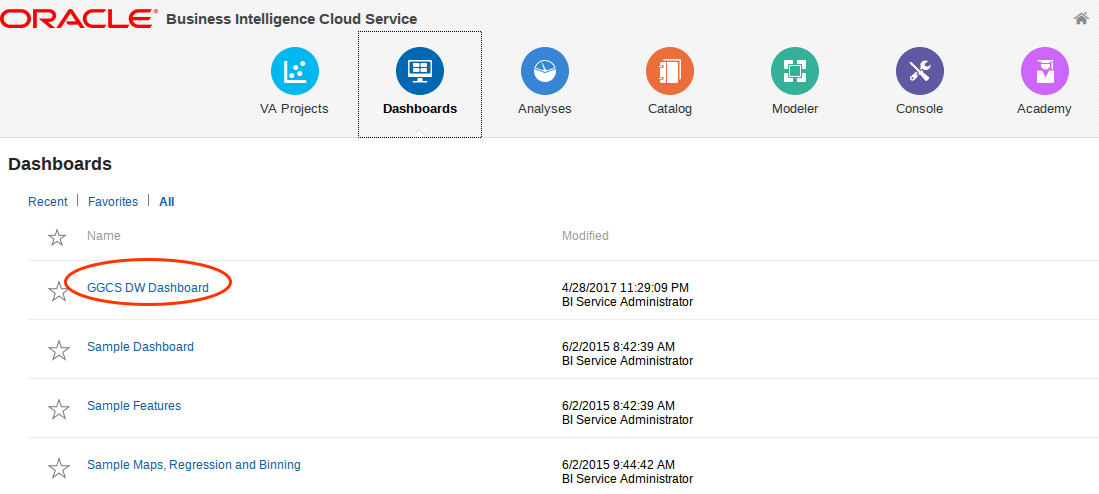 ORACLE® Business Intelligence Cloud Service
VA Projects Dashboards Analyses Catalog Modeler Console Academy
Dashboards
Recent | Favorites | All
Name Modified
GGCS DW Dashboard 4/28/2017 11:29:09 PM
BI Service Administrator
Sample Dashboard 6/2/2015 8:42:39 AM
BI Service Administrator
Sample Features 6/2/2015 8:42:39 AM
BI Service Administrator
Sample Maps, Regression and Binning 6/2/2015 9:44:42 AM
BI Service Administrator